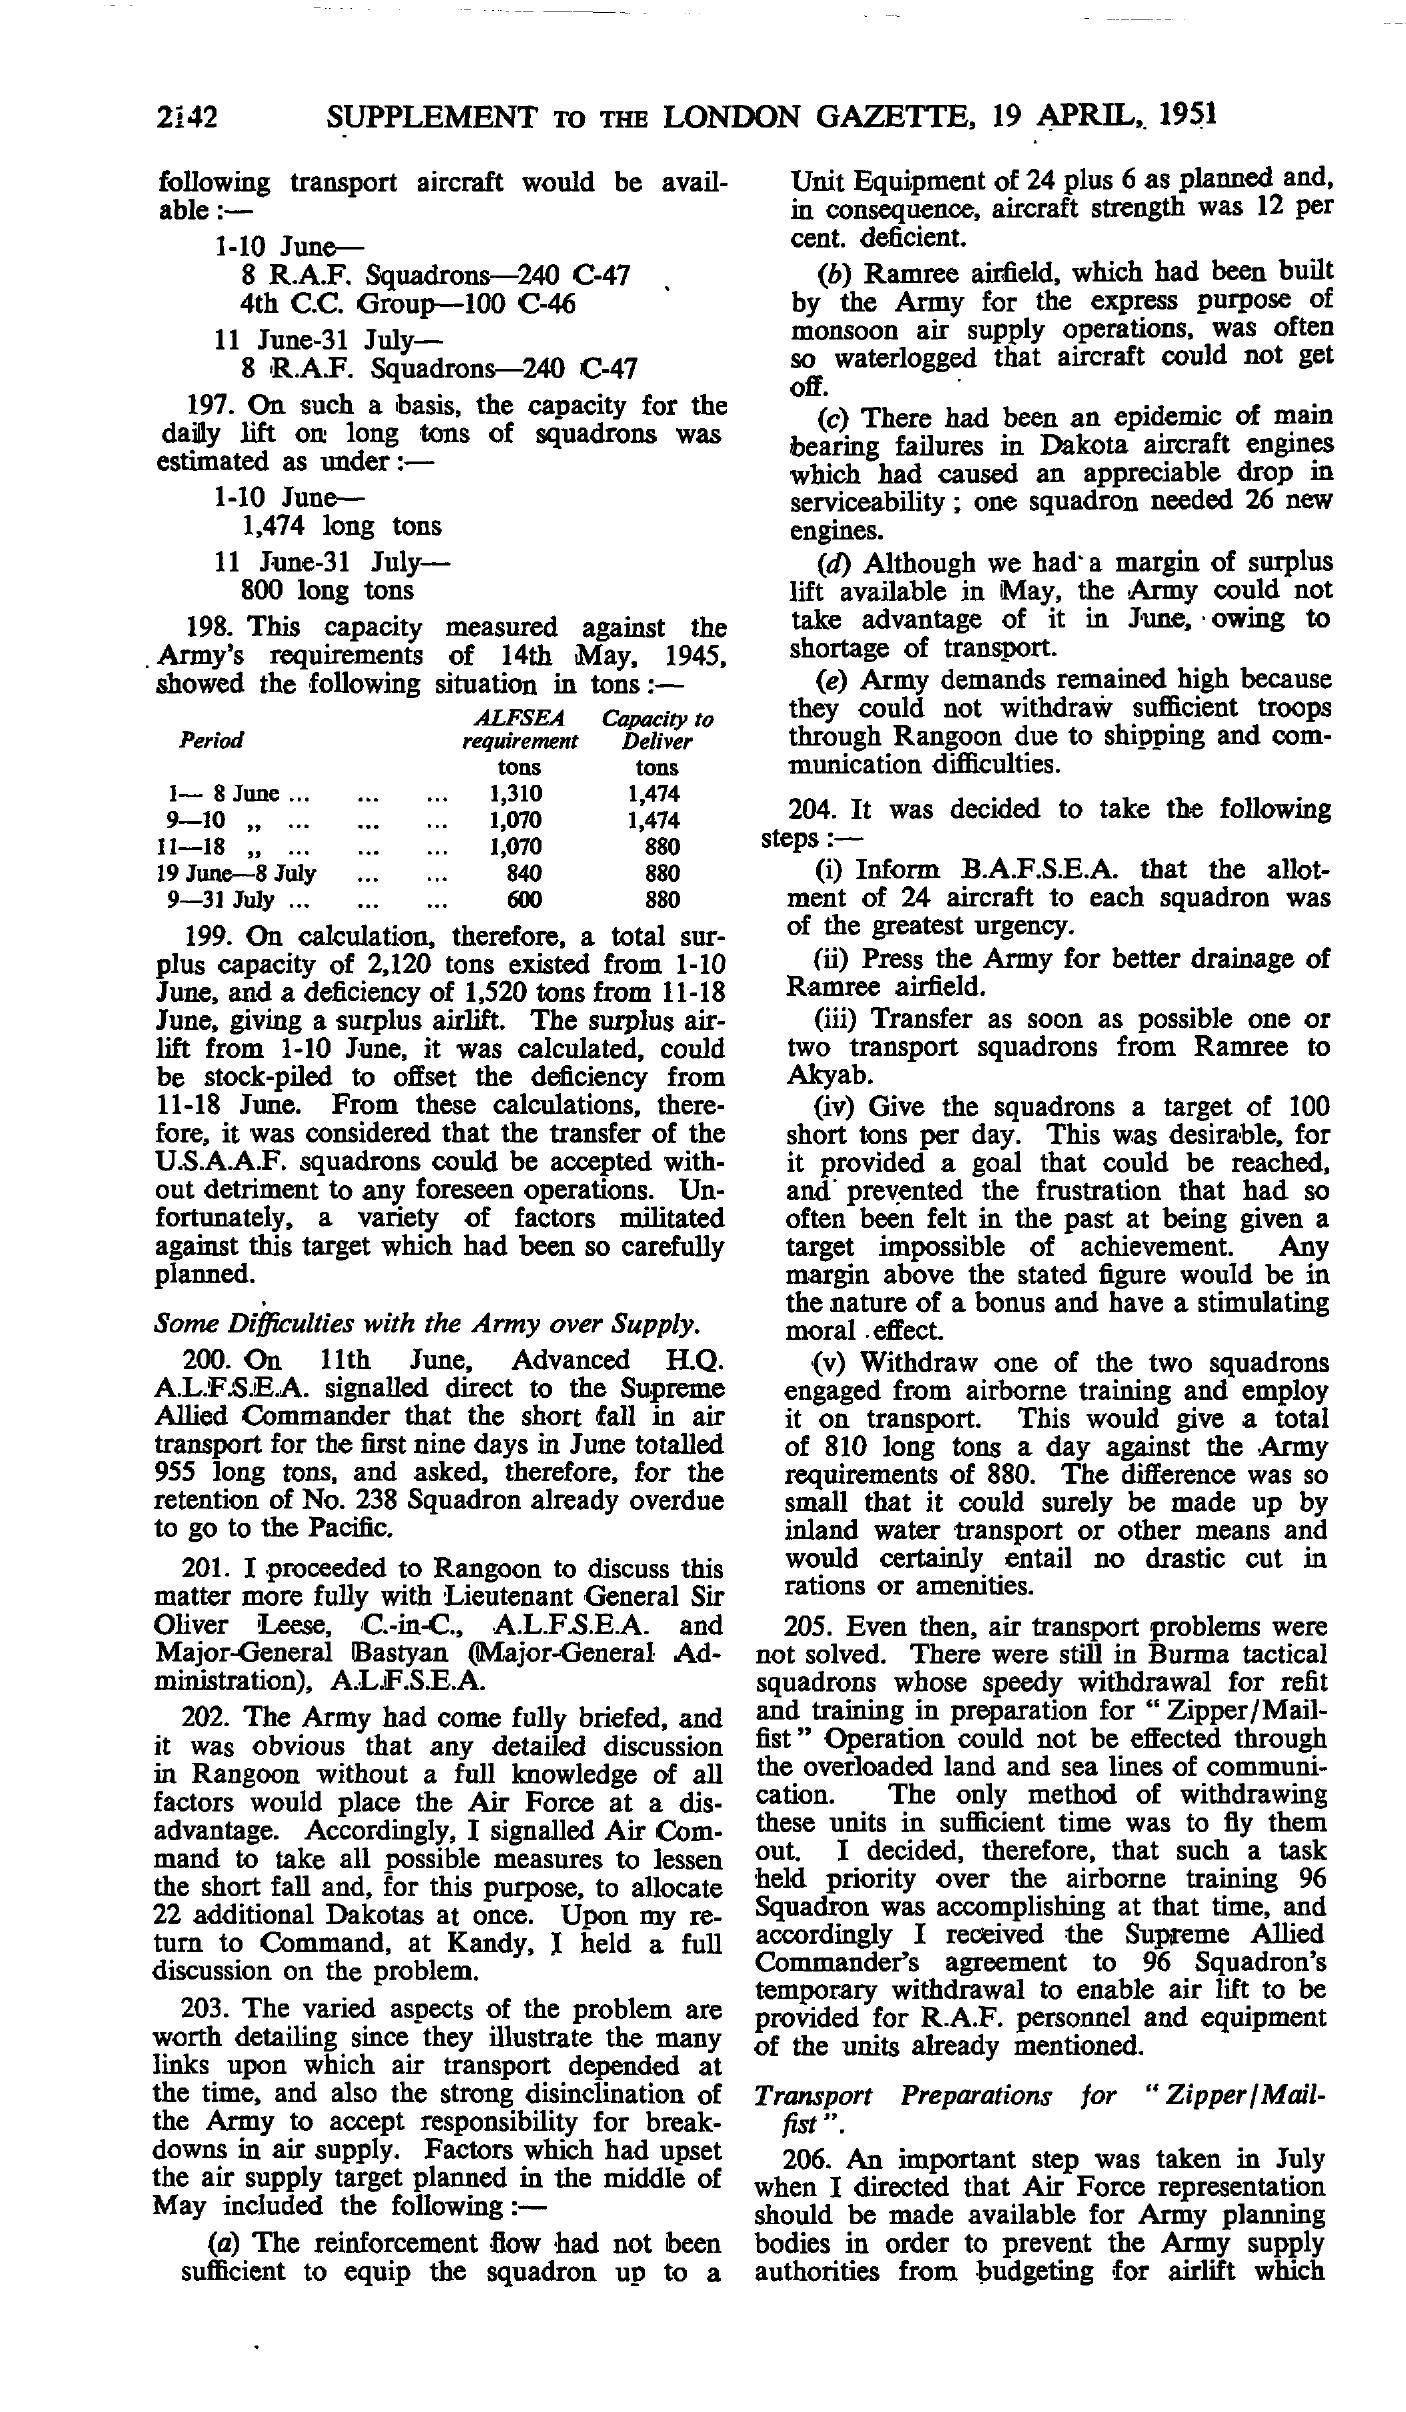 2142 SUPPLEMENT TO THE LONDON GAZETTE, 19 APRIL, 1951
following transport aircraft would be avail-
able :—
1-10 June—
8 R.A.F. Squadrons—240 C-47
4th C.C. Group—100 C-46
11 June-31 July—
8 R.A.F. Squadrons—240 C-47
197. On such a basis, the capacity for the
daily lift on long tons of squadrons was
estimated as under :—
1-10 June—
1,474 long tons
11 June-31 July—
800 long tons
198. This capacity measured against the
Army's requirements of 14th May, 1945,
showed the following situation in tons :—
ALFSEA Capacity to
Period requirement Deliver
tons tons
1— 8 June ... ... ... 1,310 1,474
9—10 „ ... ... ... 1,070 1,474
11—18 „ ... ... ... 1,070 880
19 June—8 July ... ... 840 880
9—31 July ... ... ... 600 880
199. On calculation, therefore, a total sur-
plus capacity of 2,120 tons existed from 1-10
June, and a deficiency of 1,520 tons from 11-18
June, giving a surplus airlift. The surplus air-
lift from 1-10 June, it was calculated, could
be stock-piled to offset the deficiency from
11-18 June. From these calculations, there-
fore, it was considered that the transfer of the
U.S.A.A.F. squadrons could be accepted with-
out detriment to any foreseen operations. Un-
fortunately, a variety of factors militated
against this target which had been so carefully
planned.
Some Difficulties with the Army over Supply.
200. On 11th June, Advanced H.Q.
A.L.F.S.E.A. signalled direct to the Supreme
Allied Commander that the short fall in air
transport for the first nine days in June totalled
955 long tons, and asked, therefore, for the
retention of No. 238 Squadron already overdue
to go to the Pacific.
201. I proceeded to Rangoon to discuss this
matter more fully with Lieutenant General Sir
Oliver Leese, C.-in-C., A.L.F.S.E.A. and
Major-General Bastyan (Major-General Ad-
ministration), A.L.F.S.E.A.
202. The Army had come fully briefed, and
it was obvious that any detailed discussion
in Rangoon without a full knowledge of all
factors would place the Air Force at a dis-
advantage. Accordingly, I signalled Air Com-
mand to take all possible measures to lessen
the short fall and, for this purpose, to allocate
22 additional Dakotas at once. Upon my re-
turn to Command, at Kandy, I held a full
discussion on the problem.
203. The varied aspects of the problem are
worth detailing since they illustrate the many
links upon which air transport depended at
the time, and also the strong disinclination of
the Army to accept responsibility for break-
downs in air supply. Factors which had upset
the air supply target planned in the middle of
May included the following :—
(a) The reinforcement flow had not been
sufficient to equip the squadron up to a
Unit Equipment of 24 plus 6 as planned and,
in consequence, aircraft strength was 12 per
cent. deficient.
(b) Ramree airfield, which had been built
by the Army for the express purpose of
monsoon air supply operations, was often
so waterlogged that aircraft could not get
off.
(c) There had been an epidemic of main
bearing failures in Dakota aircraft engines
which had caused an appreciable drop in
serviceability ; one squadron needed 26 new
engines.
(d) Although we had a margin of surplus
lift available in May, the Army could not
take advantage of it in June, owing to
shortage of transport.
(e) Army demands remained high because
they could not withdraw sufficient troops
through Rangoon due to shipping and com-
munication difficulties.
204. It was decided to take the following
steps :—
(i) Inform B.A.F.S.E.A. that the allot-
ment of 24 aircraft to each squadron was
of the greatest urgency.
(ii) Press the Army for better drainage of
Ramree airfield.
(iii) Transfer as soon as possible one or
two transport squadrons from Ramree to
Akyab.
(iv) Give the squadrons a target of 100
short tons per day. This was desirable, for
it provided a goal that could be reached,
and prevented the frustration that had so
often been felt in the past at being given a
target impossible of achievement. Any
margin above the stated figure would be in
the nature of a bonus and have a stimulating
moral effect.
(v) Withdraw one of the two squadrons
engaged from airborne training and employ
it on transport. This would give a total
of 810 long tons a day against the Army
requirements of 880. The difference was so
small that it could surely be made up by
inland water transport or other means and
would certainly entail no drastic cut in
rations or amenities.
205. Even then, air transport problems were
not solved. There were still in Burma tactical
squadrons whose speedy withdrawal for refit
and training in preparation for " Zipper/Mail-
fist " Operation could not be effected through
the overloaded land and sea lines of communi-
cation. The only method of withdrawing
these units in sufficient time was to fly them
out. I decided, therefore, that such a task
held priority over the airborne training 96
Squadron was accomplishing at that time, and
accordingly I received the Supreme Allied
Commander's agreement to 96 Squadron's
temporary withdrawal to enable air lift to be
provided for R.A.F. personnel and equipment
of the units already mentioned.
Transport Preparations for " Zipper/Mail-
fist ".
206. An important step was taken in July
when I directed that Air Force representation
should be made available for Army planning
bodies in order to prevent the Army supply
authorities from budgeting for airlift which